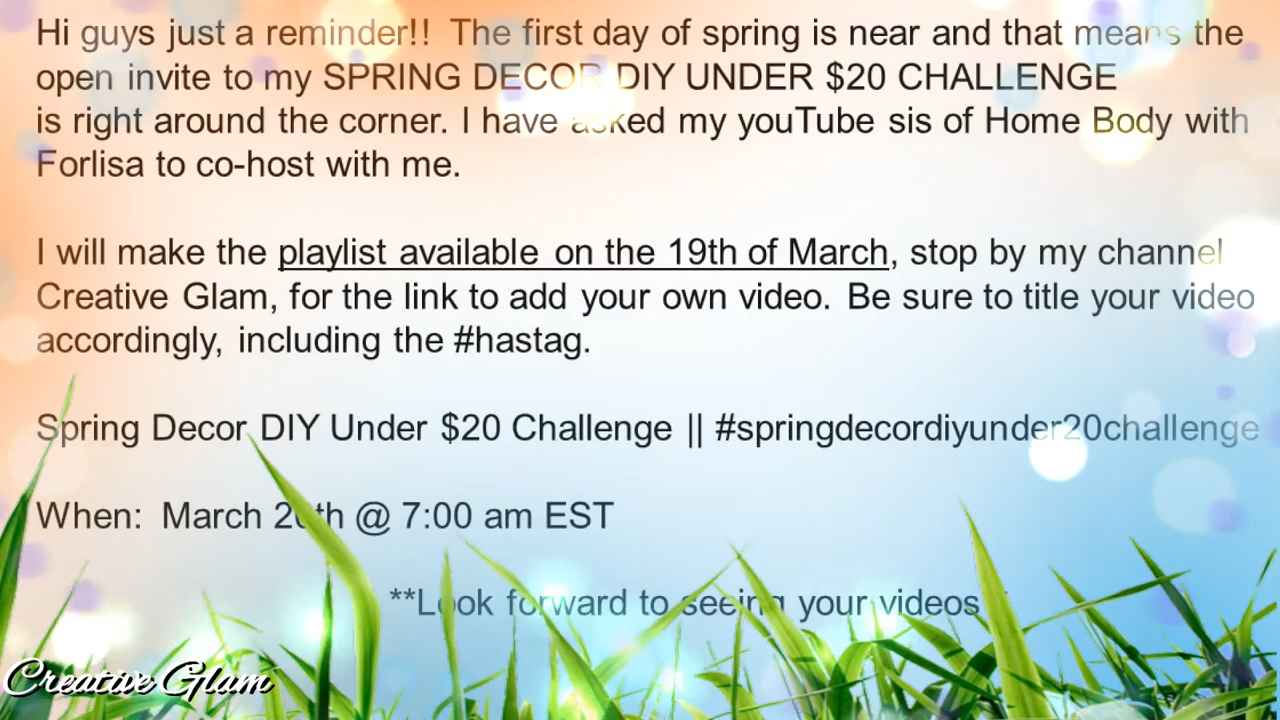 Hi guys just a reminder!! The first day of spring is near and that means the
open invite to my SPRING DECOR DIY UNDER $20 CHALLENGE
is right around the corner. I have asked my youTube sis of Home Body with
Forlisa to co-host with me.
I will make the playlist available on the 19th of March, stop by my channel
Creative Glam, for the link to add your own video. Be sure to title your video
accordingly, including the #hastag.
Spring Decor DIY Under $20 Challenge || #springdecordiyunder20challenge
When: March 20th @ 7:00 am EST
**Look forward to seeing your videos
Creative Glam